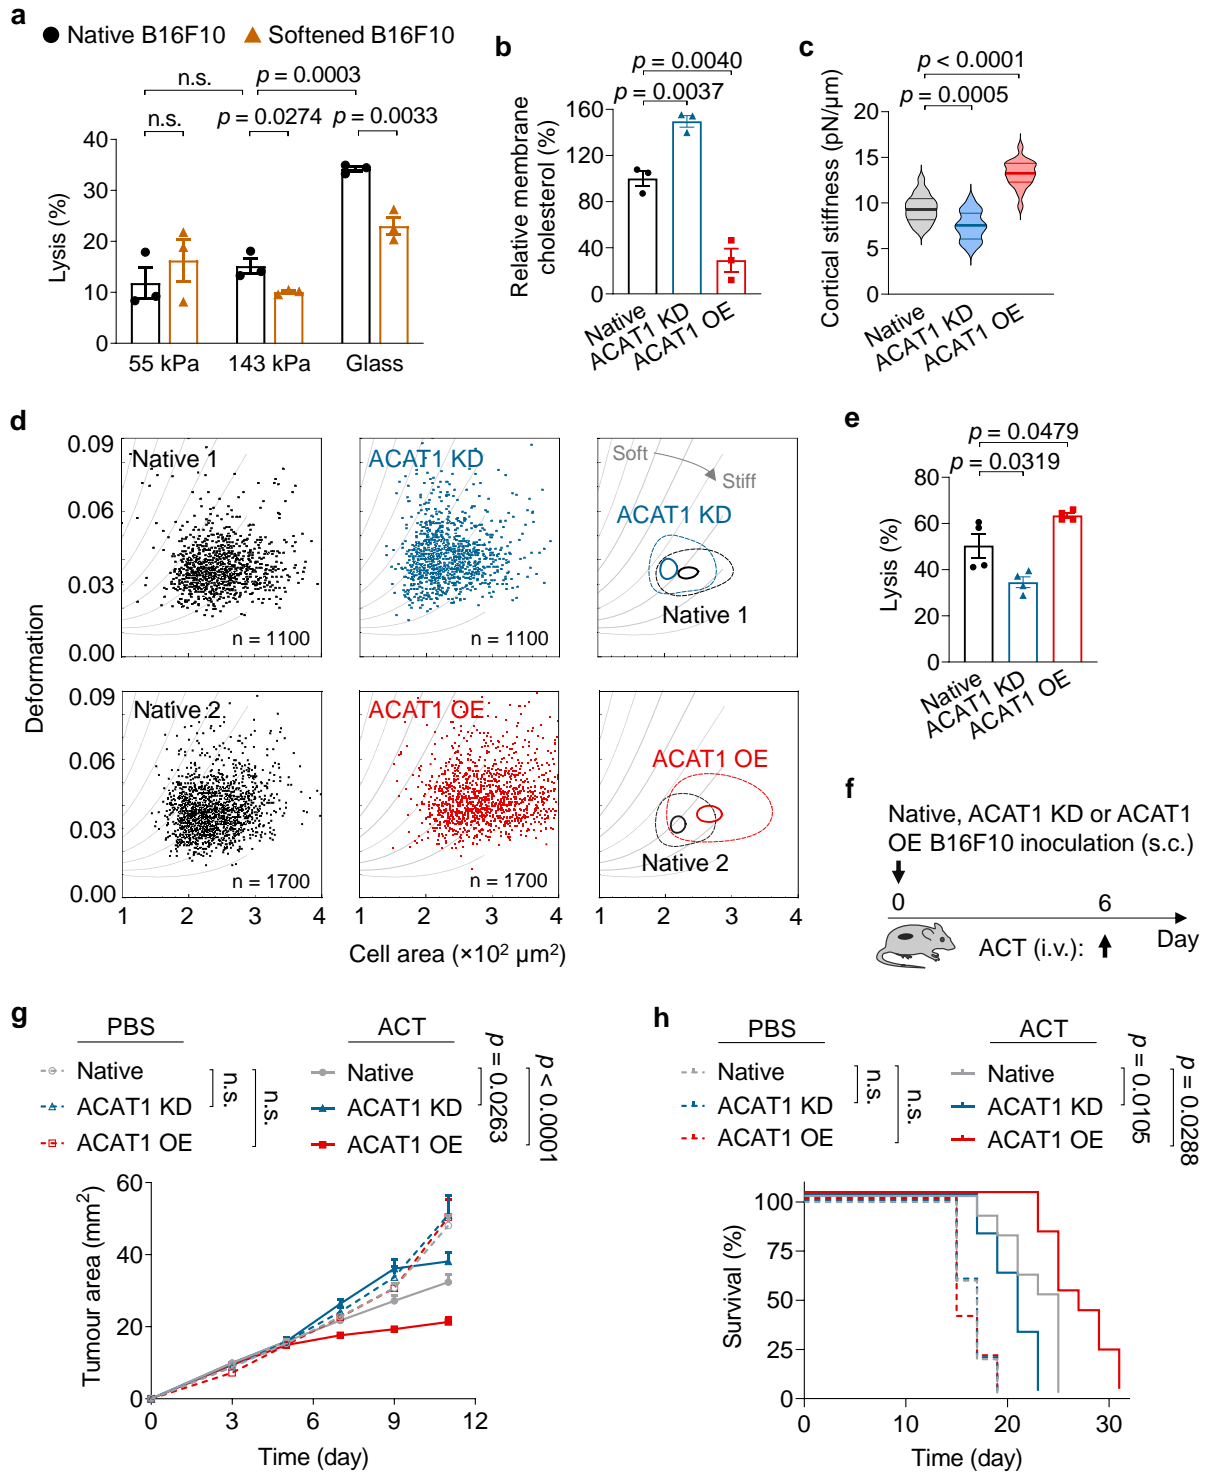 a
Native B16F10
Softened B16F10
n.s.
p = 0.0003
n.s.
p = 0.0274
p = 0.0033
Lysis (%)
40
30
20
10
0
55 kPa
143 kPa
Glass
b
p = 0.0040
p = 0.0037
Relative membrane
cholesterol (%)
160
120
80
40
0
Native
ACAT1 KD
ACAT1 OE
c
p < 0.0001
p = 0.0005
Cortical stiffness (pN/µm)
20
15
10
5
0
Native
ACAT1 KD
ACAT1 OE
d
Deformation
0.09
0.06
0.03
0.00
Native 1
n = 1100
ACAT1 KD
n = 1100
Soft
Stiff
ACAT1 KD
Native 1
0.09
0.06
0.03
0.00
Native 2
n = 1700
ACAT1 OE
n = 1700
ACAT1 OE
Native 2
1 2 3 4
1 2 3 4
1 2 3 4
Cell area (×10² µm²)
e
p = 0.0479
p = 0.0319
Lysis (%)
80
60
40
20
0
Native
ACAT1 KD
ACAT1 OE
f
Native, ACAT1 KD or ACAT1
OE B16F10 inoculation (s.c.)
0
6
Day
ACT (i.v.):
g
PBS
ACT
Native
ACAT1 KD
ACAT1 OE
n.s.
n.s.
Native
ACAT1 KD
ACAT1 OE
p = 0.0263
p < 0.0001
Tumour area (mm²)
60
40
20
0
0 3 6 9 12
Time (day)
h
PBS
ACT
Native
ACAT1 KD
ACAT1 OE
n.s.
n.s.
Native
ACAT1 KD
ACAT1 OE
p = 0.0105
p = 0.0288
Survival (%)
100
75
50
25
0
0 10 20 30
Time (day)